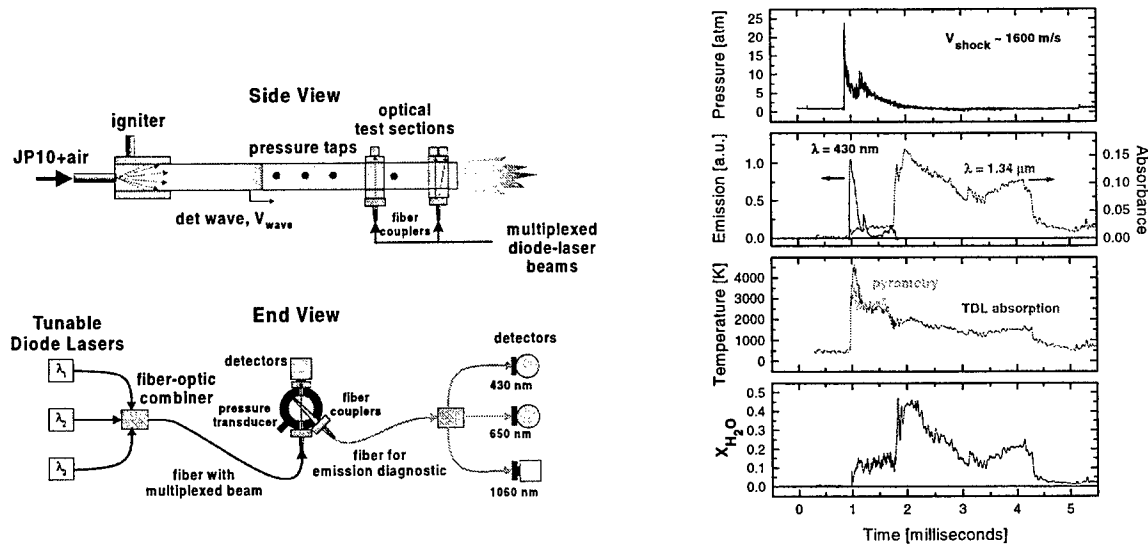 Side View
igniter
optical
test sections
JP10+air
pressure taps
det wave, Vwave
fiber
couplers
multiplexed
diode-laser
beams
End View
Tunable
Diode Lasers
λ1
λ2
λ3
fiber-optic
combiner
detectors
pressure
transducer
fiber
couplers
fiber with
multiplexed beam
fiber for
emission diagnostic
detectors
430 nm
650 nm
1060 nm
Pressure [atm]
25
20
15
10
5
0
Vshock ~ 1600 m/s
Emission [a.u.]
1.0
0.5
0.0
λ = 430 nm
λ = 1.34 μm
0.15
0.10
0.05
0.00
Absorbance
Temperature [K]
4000
3000
2000
1000
0
pyrometry
TDL absorption
XH2O
0.5
0.4
0.3
0.2
0.1
0.0
0 1 2 3 4 5
Time [milliseconds]